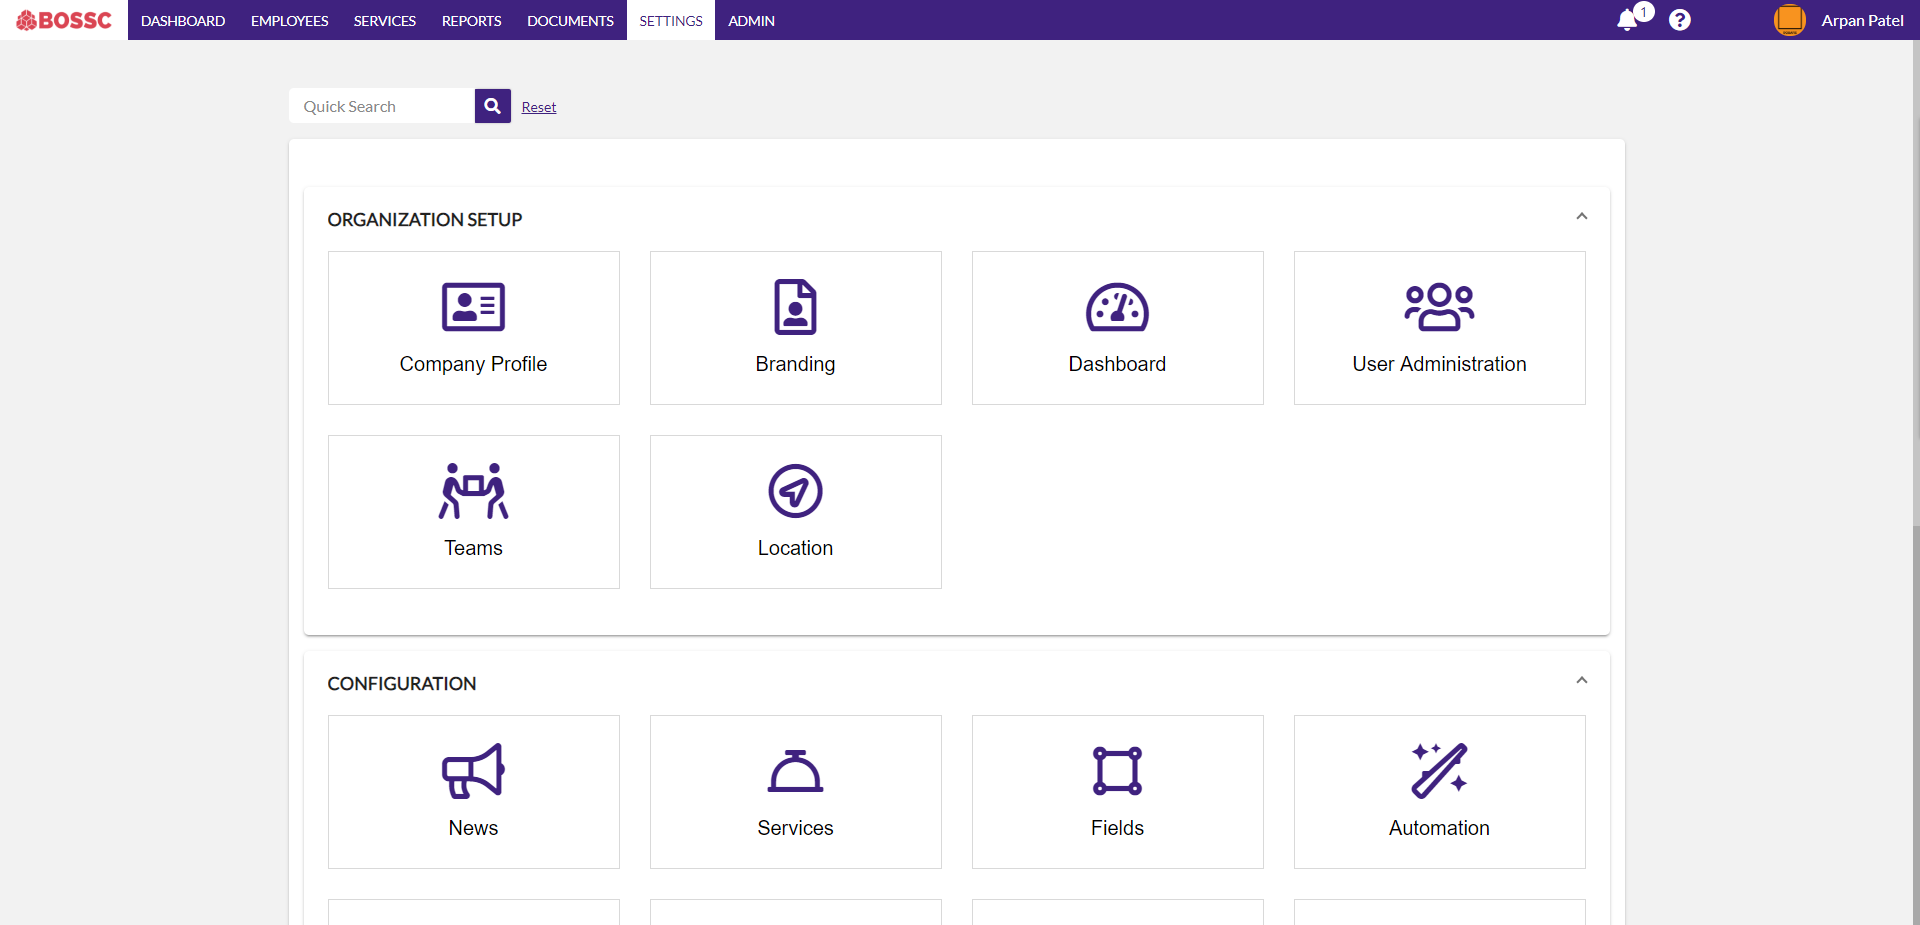 BOSSC
DASHBOARD EMPLOYEES SERVICES REPORTS DOCUMENTS SETTINGS ADMIN 1 ? Arpan Patel
Quick Search Reset
ORGANIZATION SETUP
Company Profile Branding Dashboard User Administration
Teams Location
CONFIGURATION
News Services Fields Automation